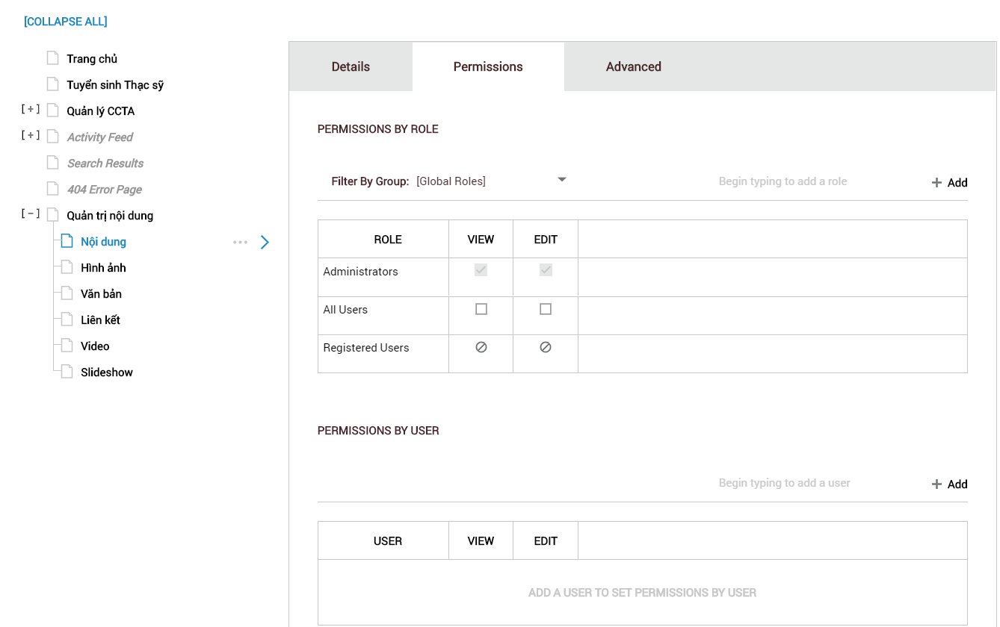 [COLLAPSE ALL]
Trang chủ
Tuyển sinh Thạc sỹ
[+] Quản lý CCTA
[+] Activity Feed
Search Results
404 Error Page
[−] Quản trị nội dung
Nội dung
Hình ảnh
Văn bản
Liên kết
Video
Slideshow
Details Permissions Advanced
PERMISSIONS BY ROLE
Filter By Group: [Global Roles] Begin typing to add a role + Add
ROLE VIEW EDIT
Administrators
All Users
Registered Users
PERMISSIONS BY USER
Begin typing to add a user + Add
USER VIEW EDIT
ADD A USER TO SET PERMISSIONS BY USER